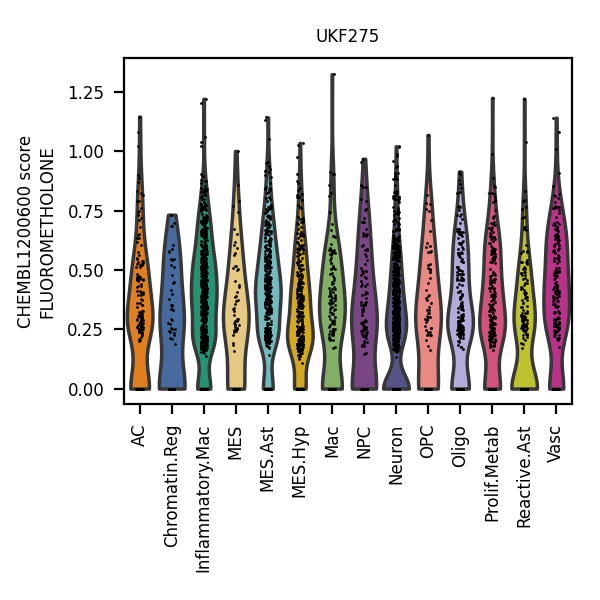 UKF275
CHEMBL1200600 score
FLUOROMETHOLONE
1.25
1.00
0.75
0.50
0.25
0.00
AC
Chromatin.Reg
Inflammatory.Mac
MES
MES.Ast
MES.Hyp
Mac
NPC
Neuron
OPC
Oligo
Prolif.Metab
Reactive.Ast
Vasc